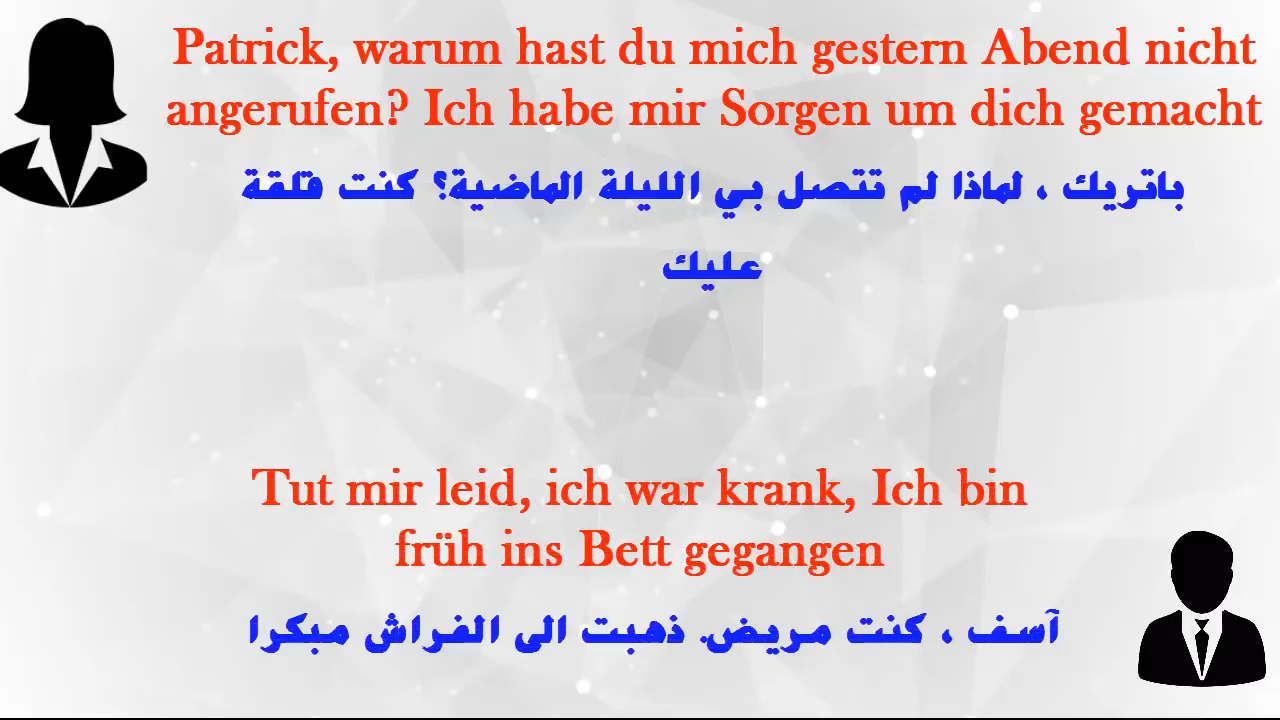 Patrick, warum hast du mich gestern Abend nicht
angerufen? Ich habe mir Sorgen um dich gemacht
باتريك ، لماذا لم تتصل بي الليلة الماضية؟ كنت قلقة
عليك
Tut mir leid, ich war krank, Ich bin
früh ins Bett gegangen
آسف ، كنت مريض. ذهبت الى الفراش مبكرا